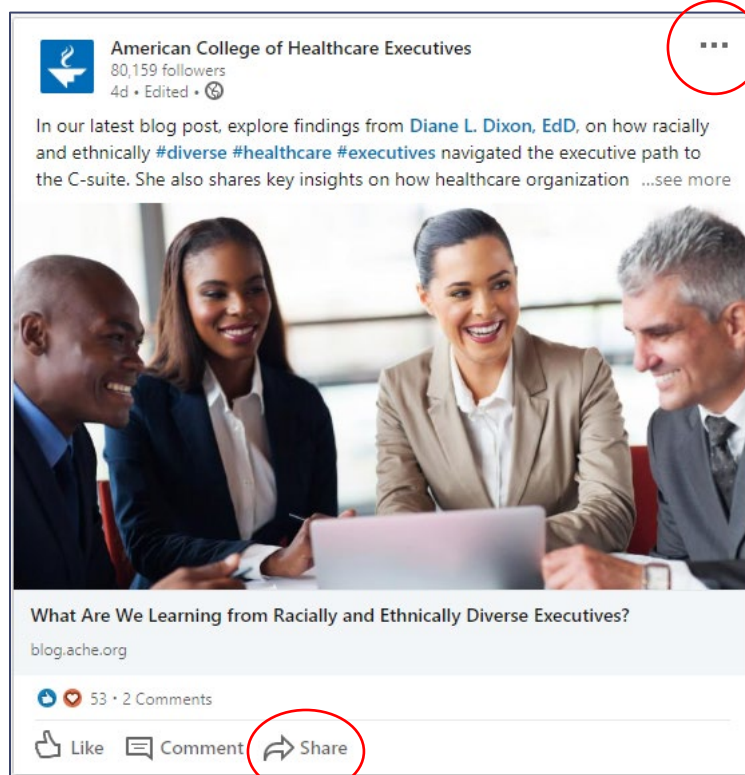 American College of Healthcare Executives
80,159 followers
4d • Edited •
In our latest blog post, explore findings from Diane L. Dixon, EdD, on how racially
and ethnically #diverse #healthcare #executives navigated the executive path to
the C-suite. She also shares key insights on how healthcare organization ...see more
What Are We Learning from Racially and Ethnically Diverse Executives?
blog.ache.org
53 • 2 Comments
Like Comment Share